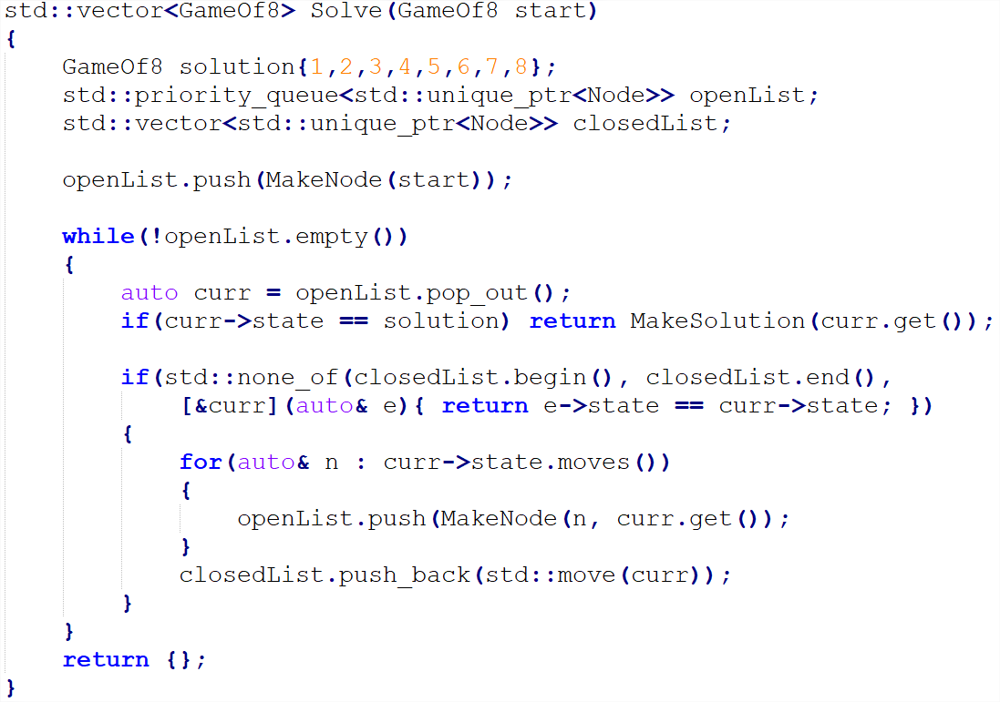 std::vector<GameOf8> Solve(GameOf8 start)
{
    GameOf8 solution{1,2,3,4,5,6,7,8};
    std::priority_queue<std::unique_ptr<Node>> openList;
    std::vector<std::unique_ptr<Node>> closedList;

    openList.push(MakeNode(start));

    while(!openList.empty())
    {
        auto curr = openList.pop_out();
        if(curr->state == solution) return MakeSolution(curr.get());

        if(std::none_of(closedList.begin(), closedList.end(),
            [&curr](auto& e){ return e->state == curr->state; })
        {
            for(auto& n : curr->state.moves())
            {
                openList.push(MakeNode(n, curr.get());
            }
            closedList.push_back(std::move(curr));
        }
    }
    return {};
}